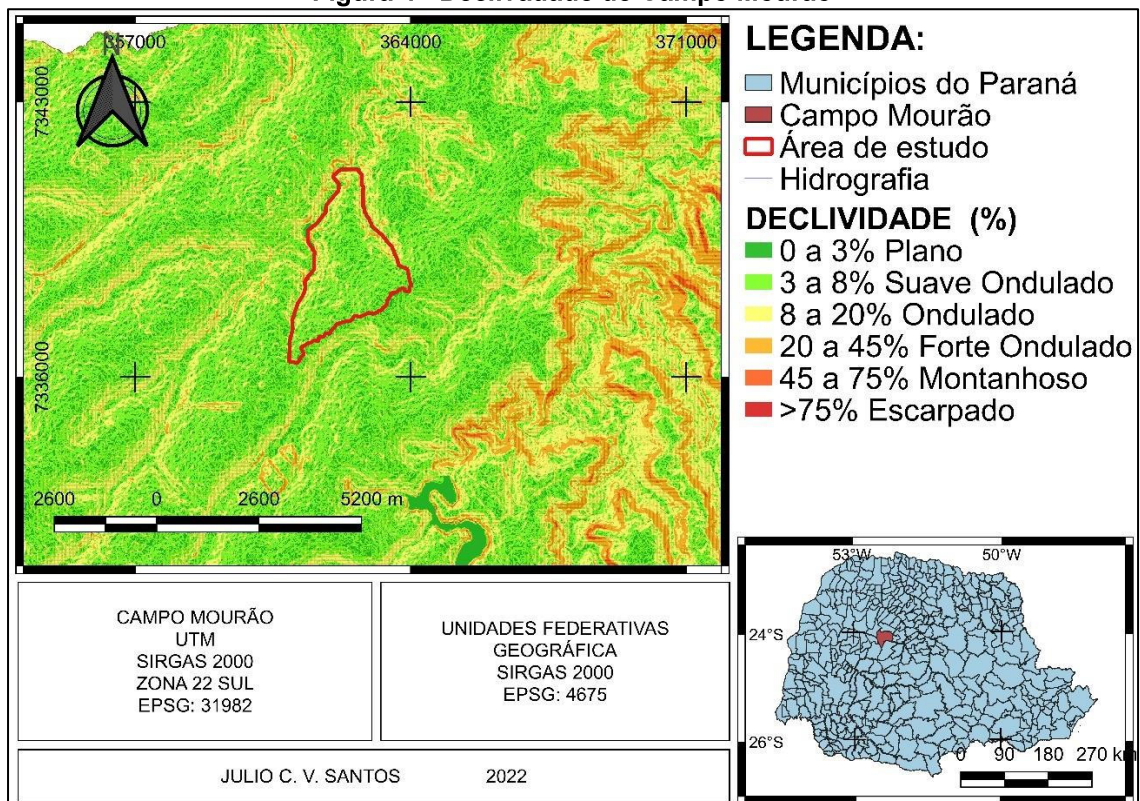 357000
364000
371000
N
7343000
7336000
2600 0 2600 5200 m
LEGENDA:
Municípios do Paraná
Campo Mourão
Área de estudo
Hidrografia
DECLIVIDADE (%)
0 a 3% Plano
3 a 8% Suave Ondulado
8 a 20% Ondulado
20 a 45% Forte Ondulado
45 a 75% Montanhoso
>75% Escarpado
CAMPO MOURÃO
UTM
SIRGAS 2000
ZONA 22 SUL
EPSG: 31982
UNIDADES FEDERATIVAS
GEOGRÁFICA
SIRGAS 2000
EPSG: 4675
JULIO C. V. SANTOS 2022
53°W 50°W
24°S
26°S
0 90 180 270 km